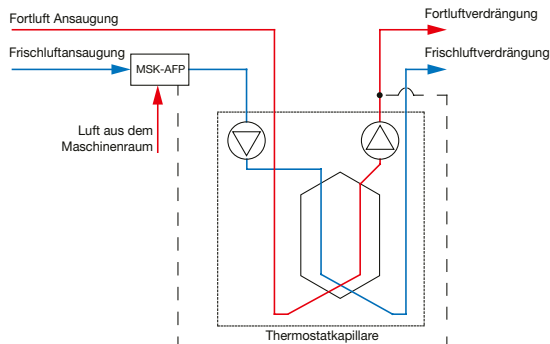 Fortluft Ansaugung
Fortluftverdrängung
Frischluftansaugung
Frischluftverdrängung
MSK-AFP
Luft aus dem
Maschinenraum
Thermostatkapillare